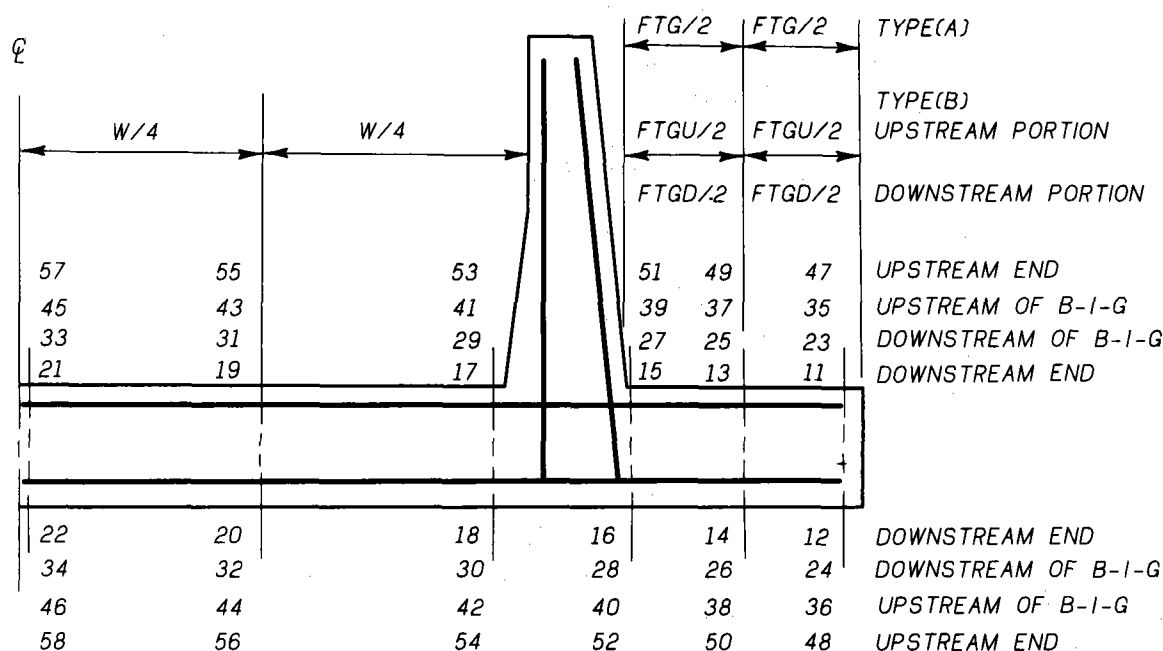 FTG/2 FTG/2 TYPE(A)
℄
TYPE(B)
W/4 W/4 FTGU/2 FTGU/2 UPSTREAM PORTION
FTGD/2 FTGD/2 DOWNSTREAM PORTION
57 55 53 51 49 47 UPSTREAM END
45 43 41 39 37 35 UPSTREAM OF B-I-G
33 31 29 27 25 23 DOWNSTREAM OF B-I-G
21 19 17 15 13 11 DOWNSTREAM END
22 20 18 16 14 12 DOWNSTREAM END
34 32 30 28 26 24 DOWNSTREAM OF B-I-G
46 44 42 40 38 36 UPSTREAM OF B-I-G
58 56 54 52 50 48 UPSTREAM END